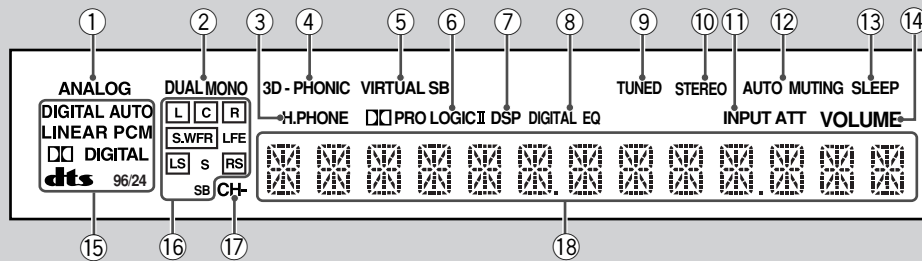 ① ② ③ ④ ⑤ ⑥ ⑦ ⑧ ⑨ ⑩ ⑪ ⑫ ⑬ ⑭
ANALOG DUAL MONO 3D - PHONIC VIRTUAL SB TUNED STEREO AUTO MUTING SLEEP
DIGITAL AUTO L C R H.PHONE PRO LOGIC II DSP DIGITAL EQ INPUT ATT VOLUME
LINEAR PCM S.WFR LFE
DIGITAL LS S RS
dts 96/24 SB CH-
⑮ ⑯ ⑰ ⑱